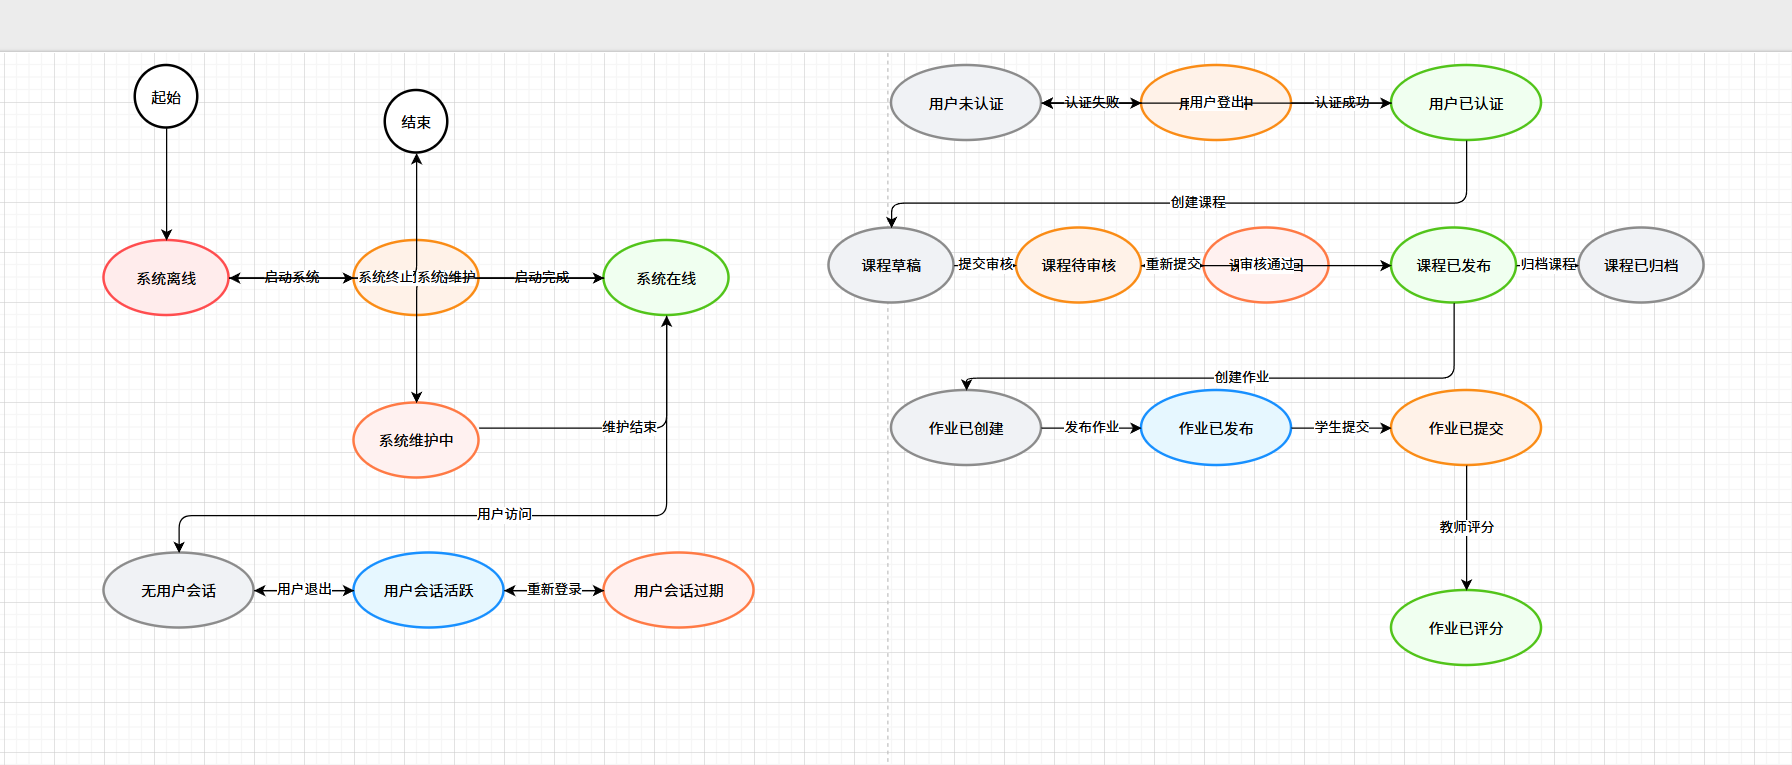 起始
结束
系统离线
启动系统
系统终止
系统维护
启动完成
系统在线
系统维护中
维护结束
用户访问
无用户会话
用户退出
用户会话活跃
重新登录
用户会话过期
用户未认证
认证失败
用户登出
认证成功
用户已认证
创建课程
课程草稿
提交审核
课程待审核
重新提交
审核通过
课程已发布
归档课程
课程已归档
创建作业
作业已创建
发布作业
作业已发布
学生提交
作业已提交
教师评分
作业已评分